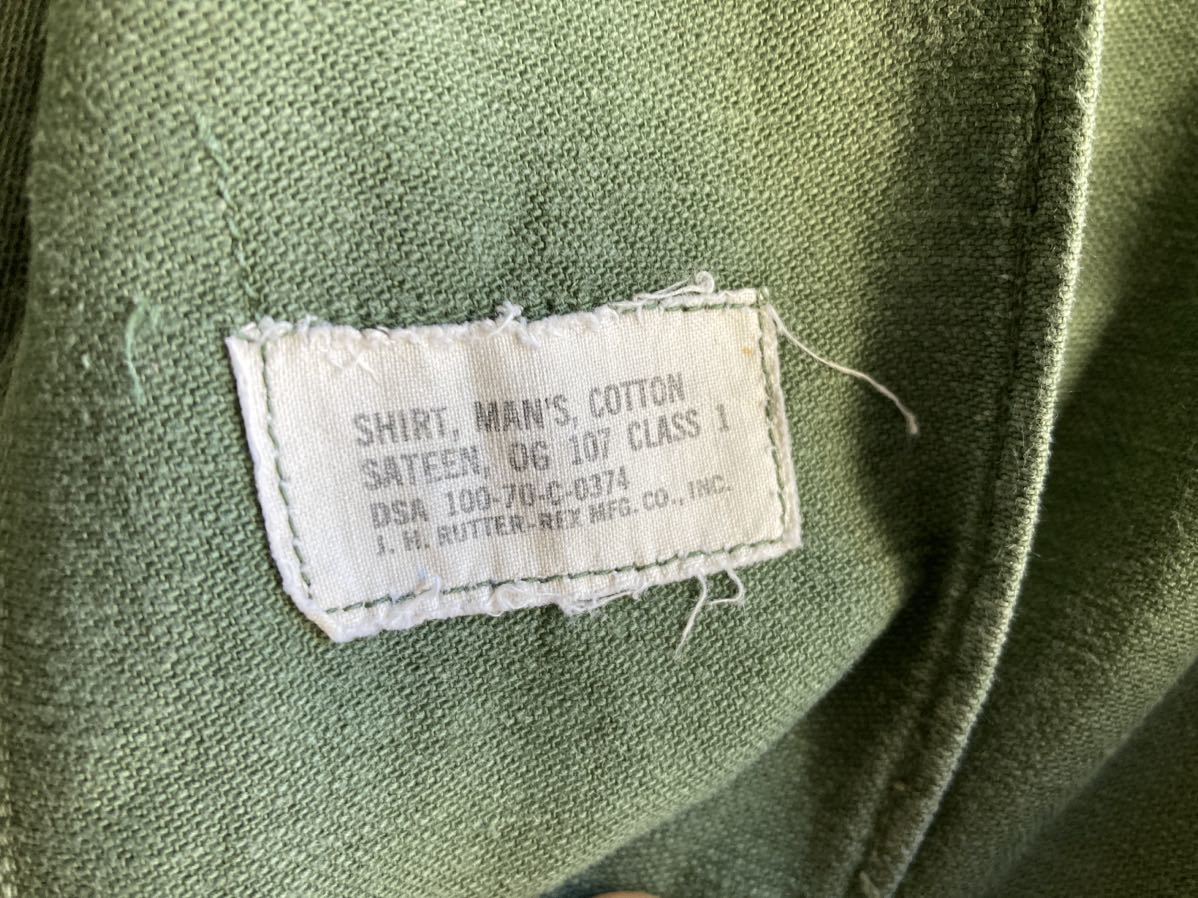 SHIRT, MAN'S, COTTON
SATEEN, OG 107 CLASS 1
DSA 100-70-C-0374
J. H. RUTTER-REX MFG. CO., INC.